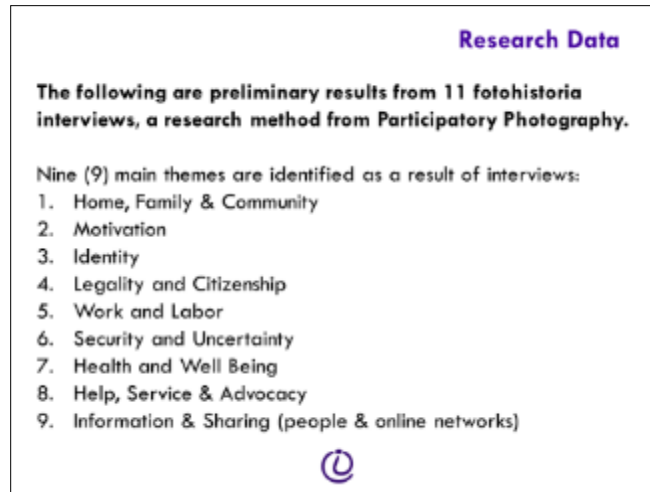 Research Data
The following are preliminary results from 11 fotohistoria
interviews, a research method from Participatory Photography.
Nine (9) main themes are identified as a result of interviews:
1. Home, Family & Community
2. Motivation
3. Identity
4. Legality and Citizenship
5. Work and Labor
6. Security and Uncertainty
7. Health and Well Being
8. Help, Service & Advocacy
9. Information & Sharing (people & online networks)